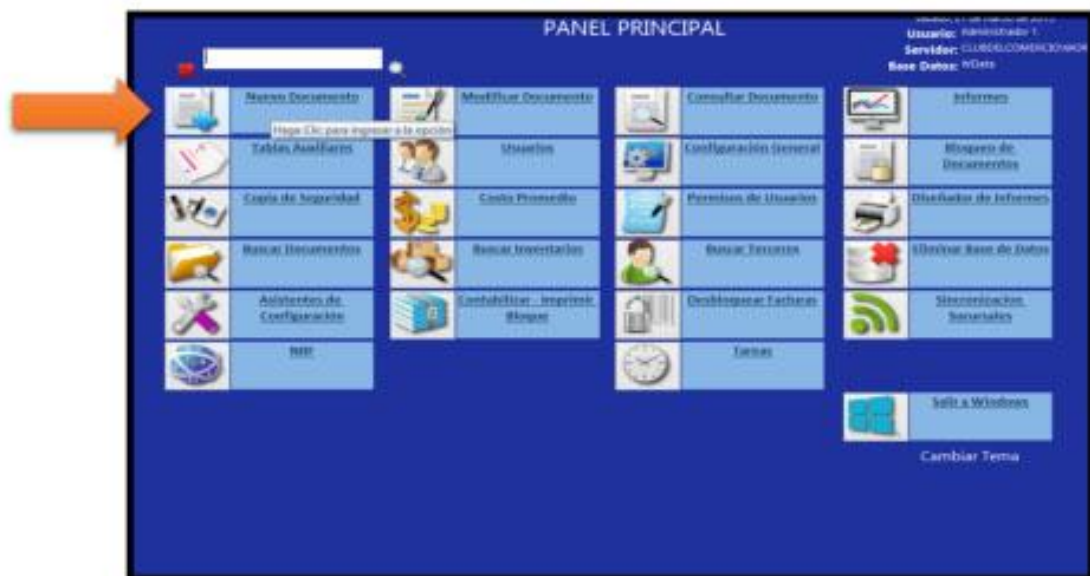 PANEL PRINCIPAL
Usuario: Administrador 1
Servidor:
Base Datos: WData
Nuevo Documento
Modificar Documento
Consultar Documento
Informes
Haga Clic para ingresar a la opción
Tablas Auxiliares
Usuarios
Configuración General
Bloqueo de
Documentos
Copia de Seguridad
Costo Promedio
Permisos de Usuarios
Diseñador de Informes
Buscar Documentos
Buscar Inventarios
Buscar Terceros
Eliminar Base de Datos
Asistentes de
Configuración
Contabilizar - Imprimir
Bloque
Desbloquear Facturas
Sincronizacion
Sucursales
NIIF
Tareas
Salir a Windows
Cambiar Tema